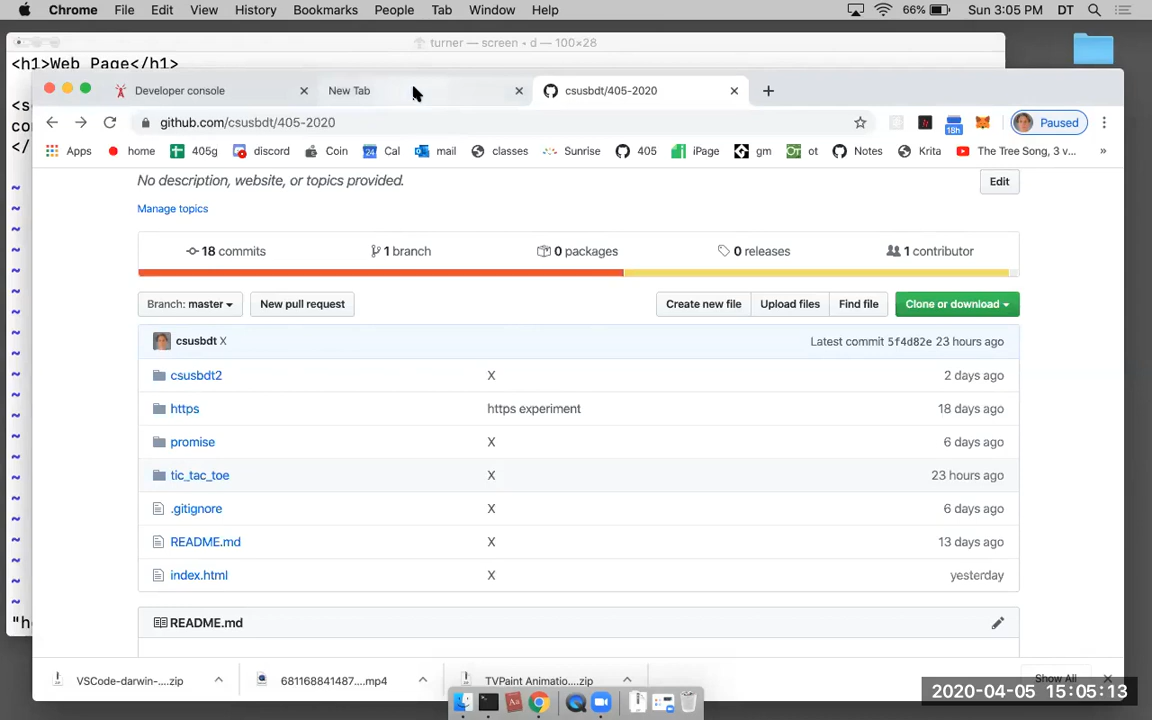 Chrome File Edit View History Bookmarks People Tab Window Help 66% Sun 3:05 PM DT
turner — screen • d — 100×28
<h1>Web Page</h1>
Developer console New Tab csusbdt/405-2020
<s
github.com/csusbdt/405-2020 18h Paused
co
</
Apps home 405g discord Coin Cal mail classes Sunrise 405 iPage gm ot Notes Krita The Tree Song, 3 v... »
No description, website, or topics provided. Edit
Manage topics
18 commits 1 branch 0 packages 0 releases 1 contributor
Branch: master New pull request Create new file Upload files Find file Clone or download
csusbdt X Latest commit 5f4d82e 23 hours ago
csusbdt2 X 2 days ago
https https experiment 18 days ago
promise X 6 days ago
tic_tac_toe X 23 hours ago
.gitignore X 6 days ago
README.md X 13 days ago
index.html X yesterday
README.md
"h
VSCode-darwin-....zip 681168841487....mp4 TVPaint Animatio....zip Show All
2020-04-05 15:05:13